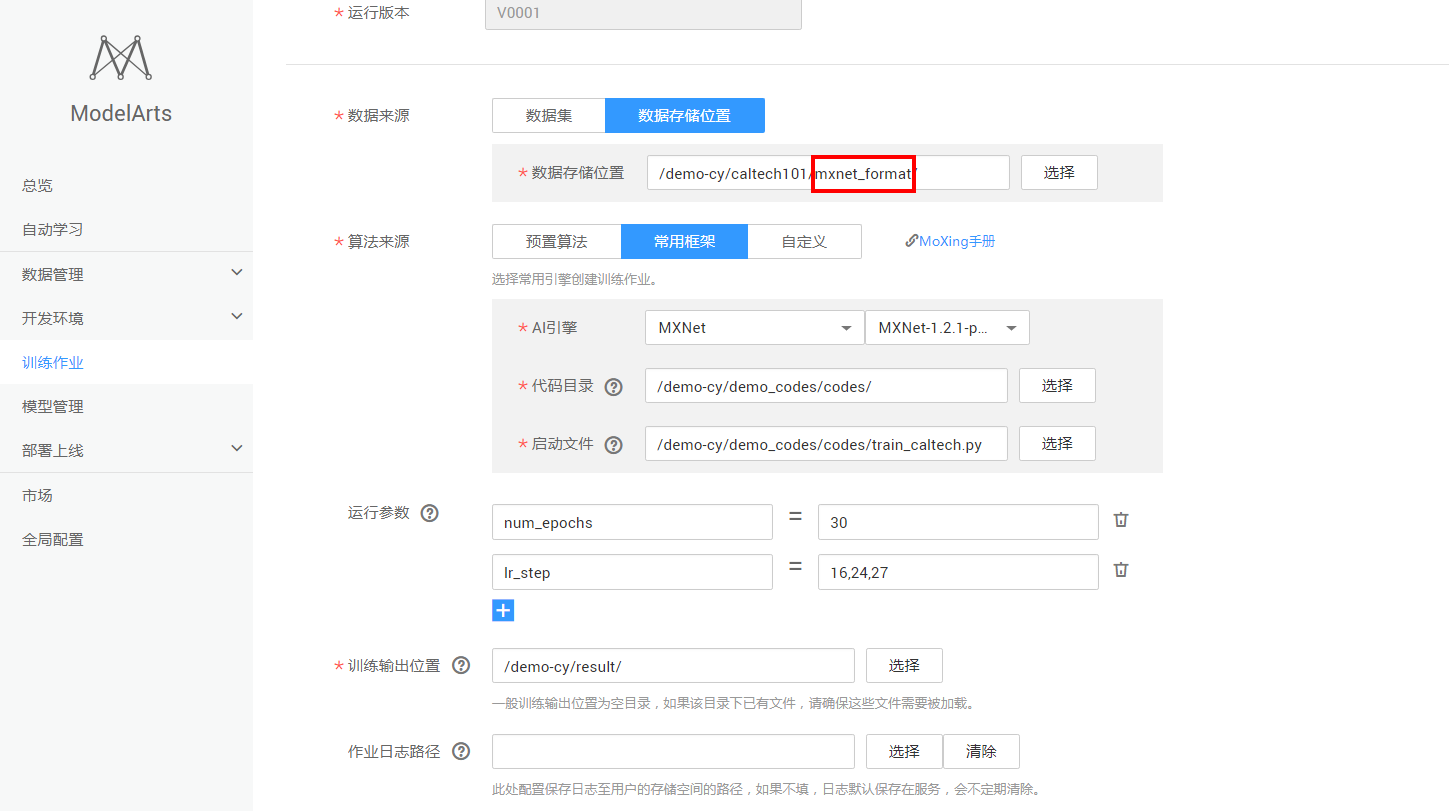 ModelArts
总览
自动学习
数据管理
开发环境
训练作业
模型管理
部署上线
市场
全局配置
* 运行版本 V0001
* 数据来源 数据集 数据存储位置
* 数据存储位置 /demo-cy/caltech101/mxnet_format/ 选择
* 算法来源 预置算法 常用框架 自定义 MoXing手册
选择常用引擎创建训练作业。
* AI引擎 MXNet MXNet-1.2.1-p...
* 代码目录 ? /demo-cy/demo_codes/codes/ 选择
* 启动文件 ? /demo-cy/demo_codes/codes/train_caltech.py 选择
运行参数 ? num_epochs = 30
lr_step = 16,24,27
+
* 训练输出位置 ? /demo-cy/result/ 选择
一般训练输出位置为空目录，如果该目录下已有文件，请确保这些文件需要被加载。
作业日志路径 ? 选择 清除
此处配置保存日志至用户的存储空间的路径，如果不填，日志默认保存在服务，会不定期清除。